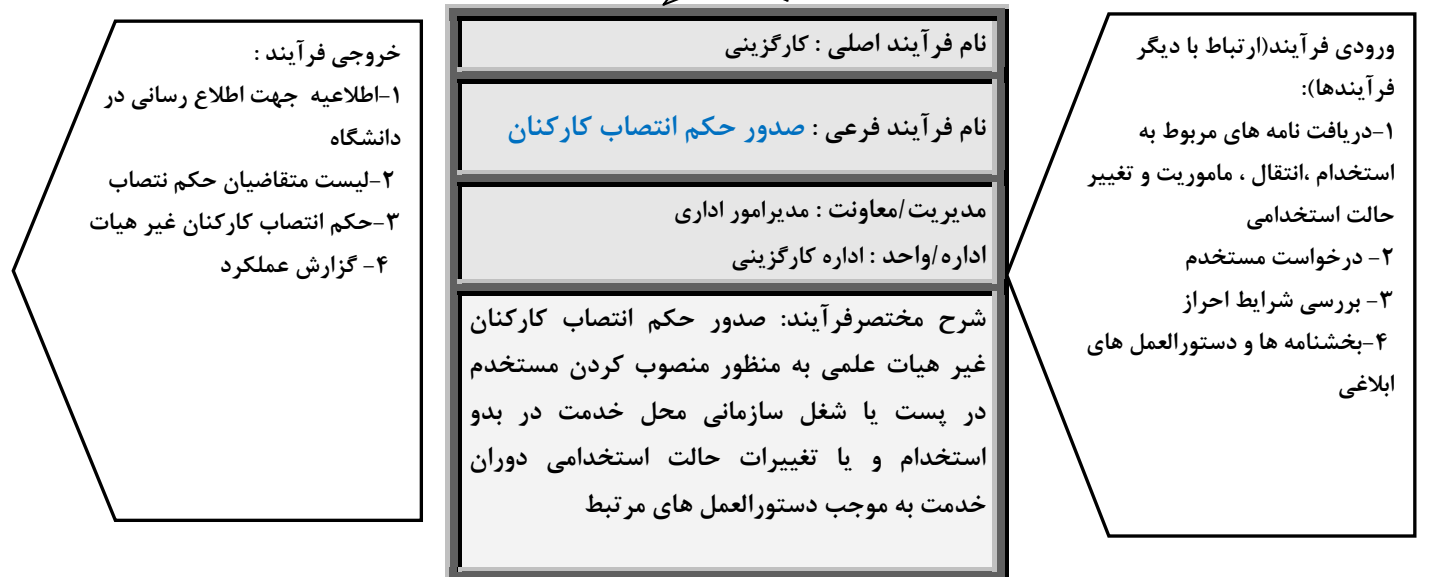 ورودی فرآیند(ارتباط با دیگر
فرآیندها):
۱-دریافت نامه های مربوط به
استخدام ،انتقال ، ماموریت و تغییر
حالت استخدامی
۲- درخواست مستخدم
۳- بررسی شرایط احراز
۴-بخشنامه ها و دستورالعمل های
ابلاغی
نام فرآیند اصلی : کارگزینی
نام فرآیند فرعی : صدور حکم انتصاب کارکنان
مدیریت/معاونت : مدیرامور اداری
اداره/واحد : اداره کارگزینی
شرح مختصرفرآیند: صدور حکم انتصاب کارکنان
غیر هیات علمی به منظور منصوب کردن مستخدم
در پست یا شغل سازمانی محل خدمت در بدو
استخدام و یا تغییرات حالت استخدامی دوران
خدمت به موجب دستورالعمل های مرتبط
خروجی فرآیند :
۱-اطلاعیه جهت اطلاع رسانی در
دانشگاه
۲-لیست متقاضیان حکم نتصاب
۳-حکم انتصاب کارکنان غیر هیات
۴- گزارش عملکرد